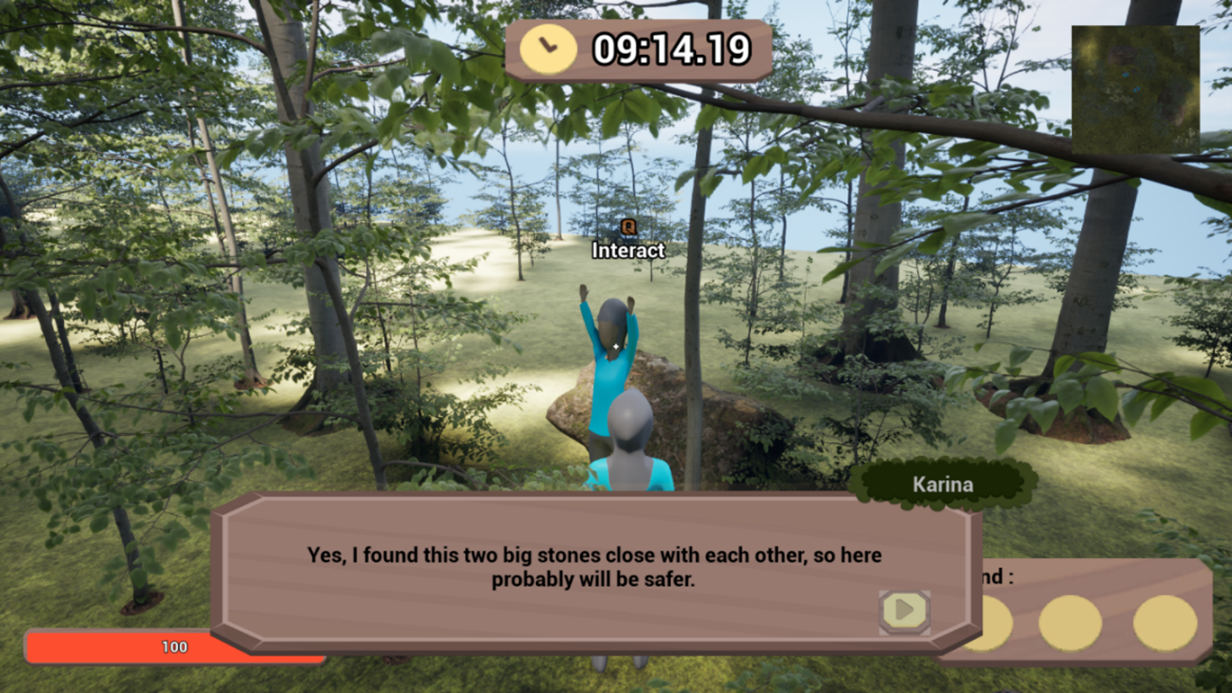 09:14.19
Q
Interact
Karina
Yes, I found this two big stones close with each other, so here
probably will be safer.
nd :
100